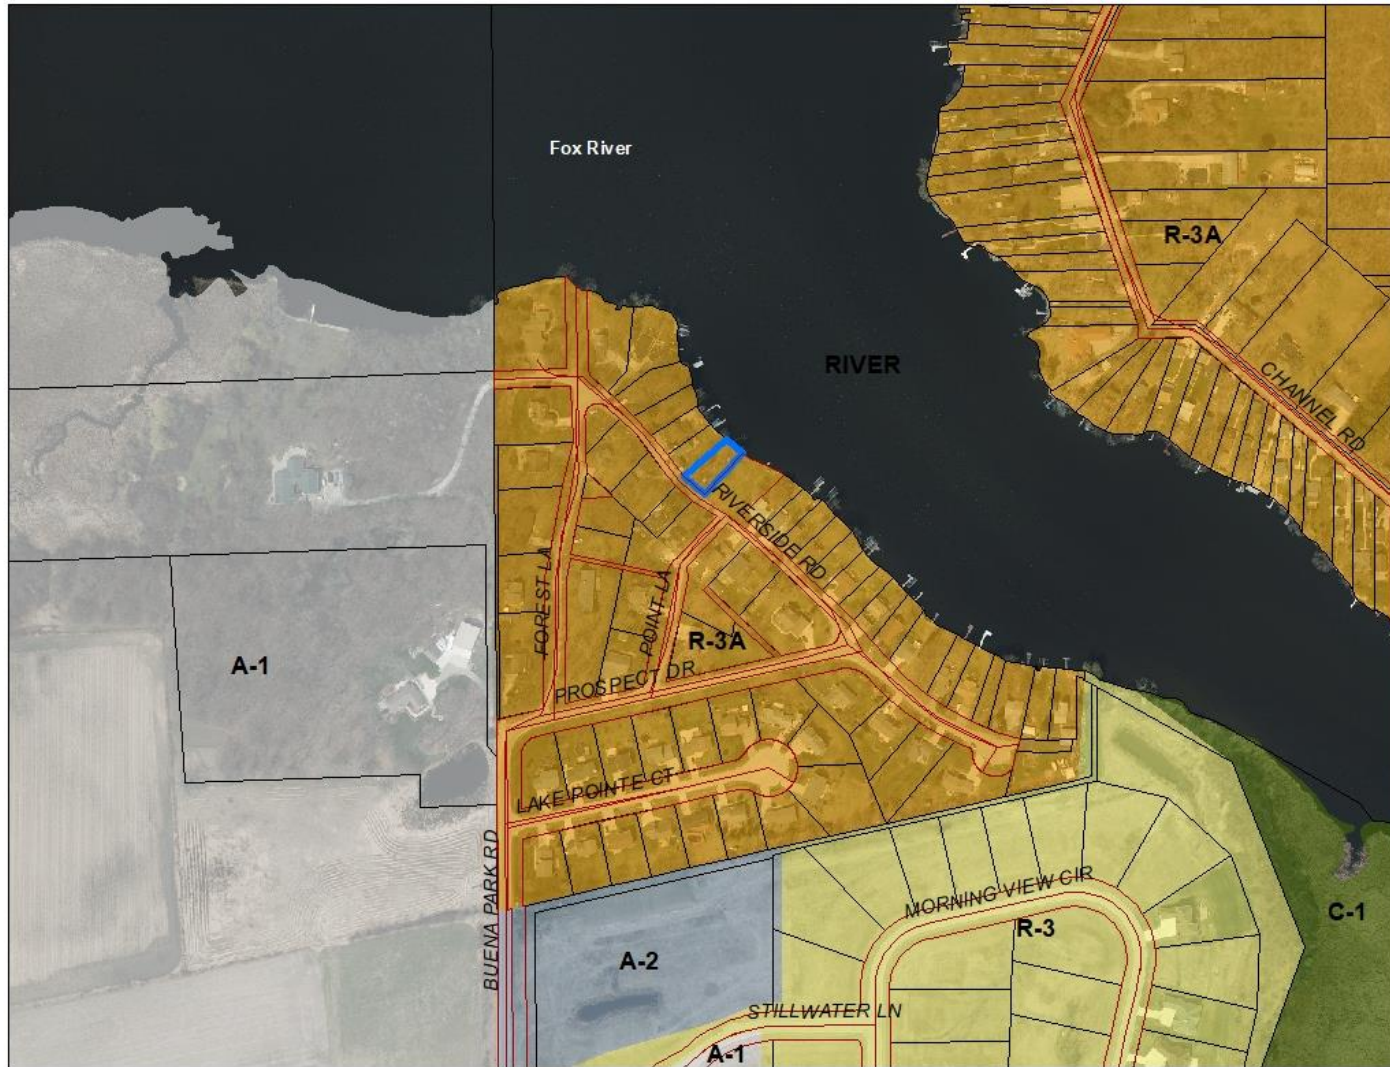 Fox River
R-3A
RIVER
CHANNEL RD
RIVERSIDE RD
FOREST LA
POINT LA
R-3A
A-1
PROSPECT DR
LAKE POINTE CT
BUENA PARK RD
MORNING VIEW CIR
R-3
C-1
A-2
STILLWATER LN
A-1